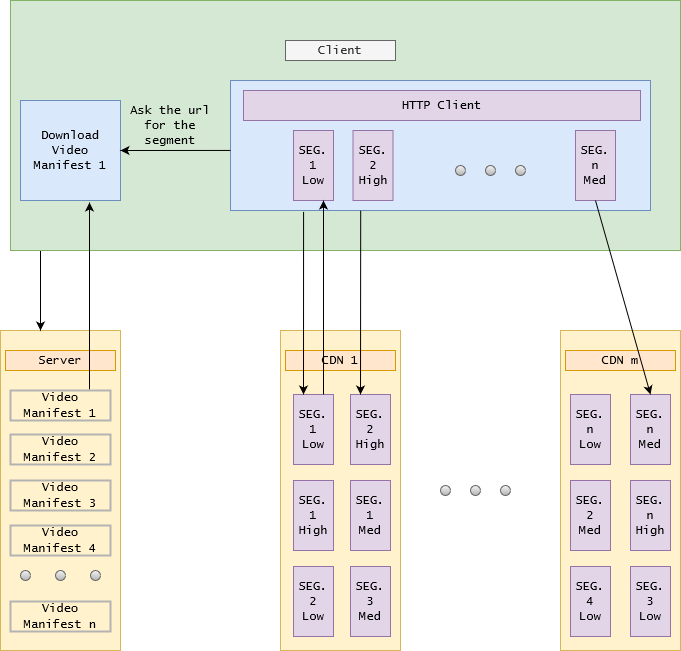 Client
HTTP Client
Ask the url
for the
segment
Download
Video
Manifest 1
SEG.
1
Low
SEG.
2
High
SEG.
n
Med
Server
Video
Manifest 1
Video
Manifest 2
Video
Manifest 3
Video
Manifest 4
Video
Manifest n
CDN 1
SEG.
1
Low
SEG.
2
High
SEG.
1
High
SEG.
1
Med
SEG.
2
Low
SEG.
3
Med
CDN m
SEG.
n
Low
SEG.
n
Med
SEG.
2
Med
SEG.
n
High
SEG.
4
Low
SEG.
3
Low